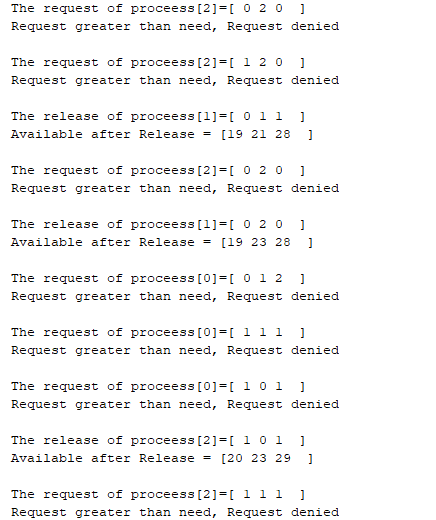 The request of proceess[2]=[ 0 2 0  ]
Request greater than need, Request denied
The request of proceess[2]=[ 1 2 0  ]
Request greater than need, Request denied
The release of proceess[1]=[ 0 1 1  ]
Available after Release = [19 21 28  ]
The request of proceess[2]=[ 0 2 0  ]
Request greater than need, Request denied
The release of proceess[1]=[ 0 2 0  ]
Available after Release = [19 23 28  ]
The request of proceess[0]=[ 0 1 2  ]
Request greater than need, Request denied
The request of proceess[0]=[ 1 1 1  ]
Request greater than need, Request denied
The request of proceess[0]=[ 1 0 1  ]
Request greater than need, Request denied
The release of proceess[2]=[ 1 0 1  ]
Available after Release = [20 23 29  ]
The request of proceess[2]=[ 1 1 1  ]
Request greater than need, Request denied